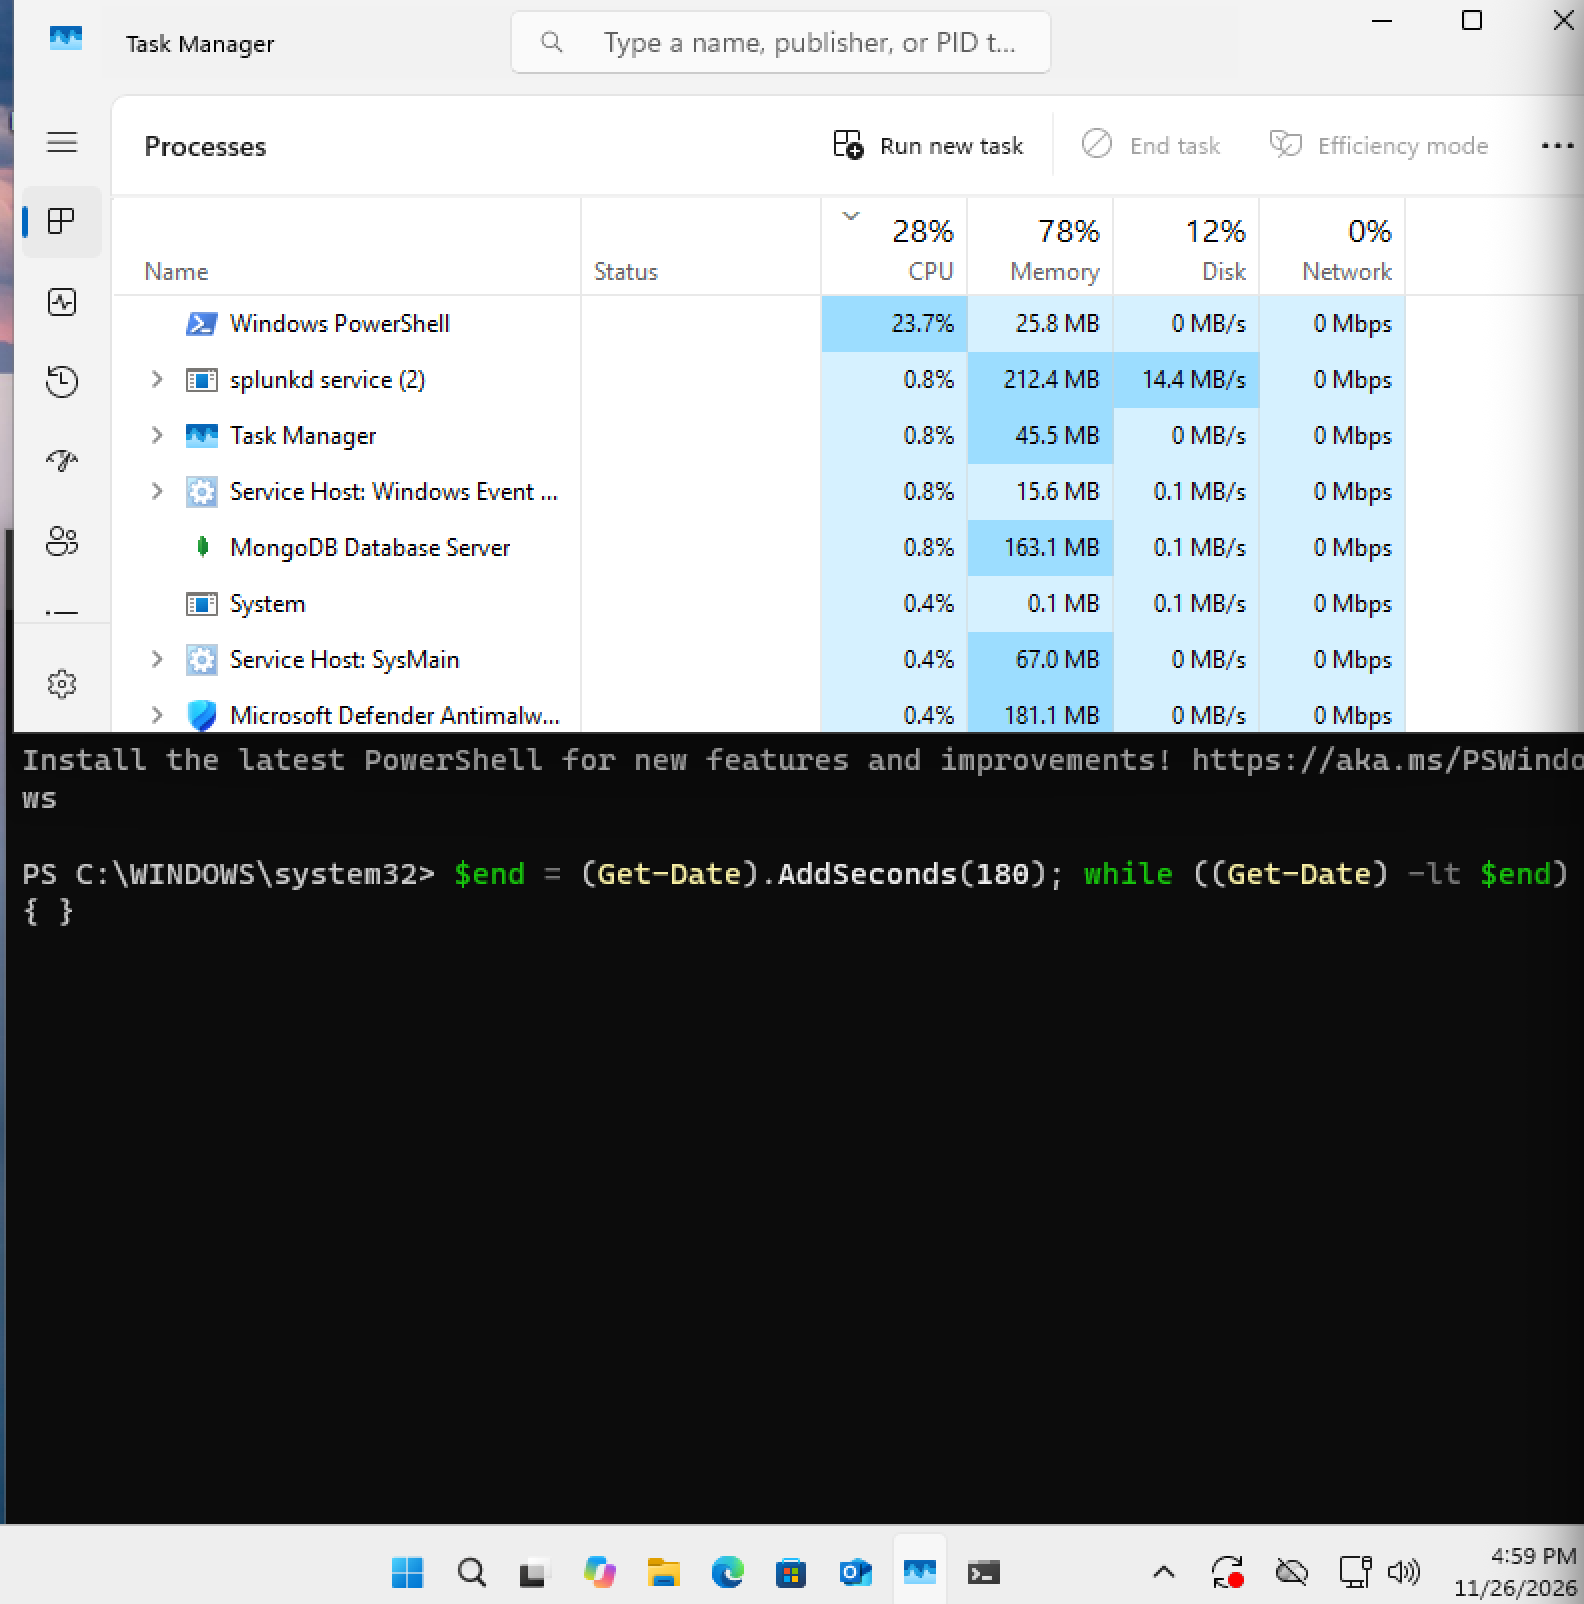 Task Manager
Type a name, publisher, or PID t...
Processes
Run new task
End task
Efficiency mode
28% 78% 12% 0%
Name Status CPU Memory Disk Network
Windows PowerShell 23.7% 25.8 MB 0 MB/s 0 Mbps
splunkd service (2) 0.8% 212.4 MB 14.4 MB/s 0 Mbps
Task Manager 0.8% 45.5 MB 0 MB/s 0 Mbps
Service Host: Windows Event ... 0.8% 15.6 MB 0.1 MB/s 0 Mbps
MongoDB Database Server 0.8% 163.1 MB 0.1 MB/s 0 Mbps
System 0.4% 0.1 MB 0.1 MB/s 0 Mbps
Service Host: SysMain 0.4% 67.0 MB 0 MB/s 0 Mbps
Microsoft Defender Antimalw... 0.4% 181.1 MB 0 MB/s 0 Mbps
Install the latest PowerShell for new features and improvements! https://aka.ms/PSWindo
ws
PS C:\WINDOWS\system32> $end = (Get-Date).AddSeconds(180); while ((Get-Date) -lt $end)
{ }
4:59 PM
11/26/2026